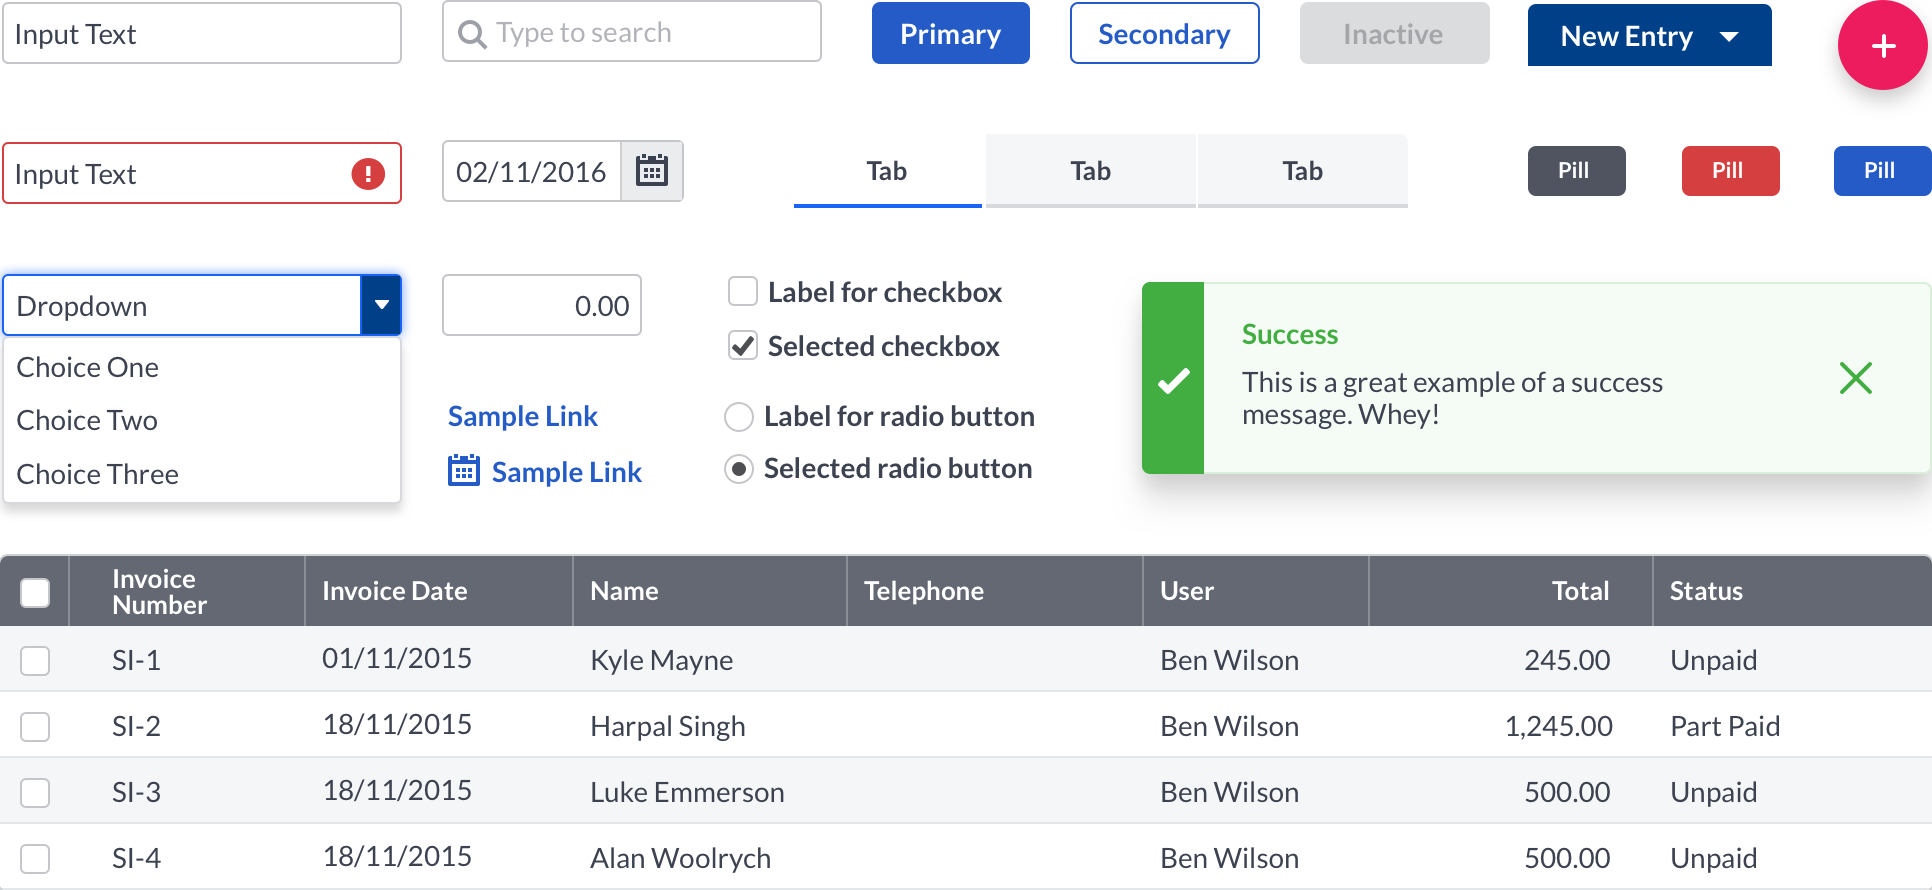 Input Text
Type to search
Primary
Secondary
Inactive
New Entry
Input Text
02/11/2016
Tab
Tab
Tab
Pill
Pill
Pill
Dropdown
Choice One
Choice Two
Choice Three
0.00
Sample Link
Sample Link
Label for checkbox
Selected checkbox
Label for radio button
Selected radio button
Success
This is a great example of a success
message. Whey!
Invoice
Number
Invoice Date
Name
Telephone
User
Total
Status
SI-1 01/11/2015 Kyle Mayne Ben Wilson 245.00 Unpaid
SI-2 18/11/2015 Harpal Singh Ben Wilson 1,245.00 Part Paid
SI-3 18/11/2015 Luke Emmerson Ben Wilson 500.00 Unpaid
SI-4 18/11/2015 Alan Woolrych Ben Wilson 500.00 Unpaid